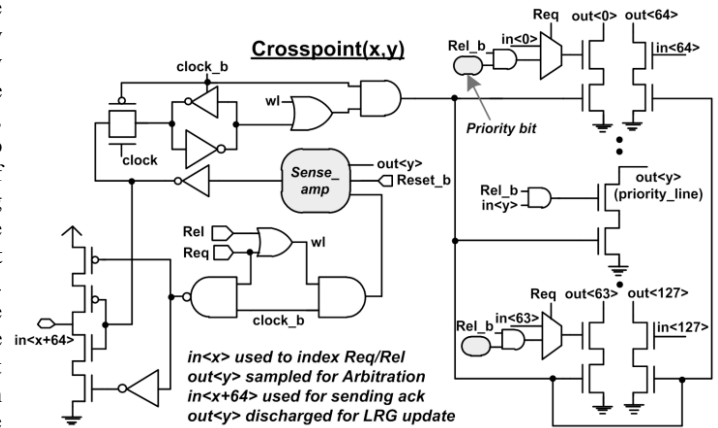 Crosspoint(x,y)
clock_b
wl
clock
Sense_
amp
out<y>
Reset_b
Rel
Req
wl
clock_b
in<x+64>
in<x> used to index Req/Rel
out<y> sampled for Arbitration
in<x+64> used for sending ack
out<y> discharged for LRG update
Req
out<0>
out<64>
in<0>
Rel_b
in<64>
Priority bit
Rel_b
in<y>
out<y>
(priority_line)
Req
out<63>
out<127>
in<63>
Rel_b
in<127>